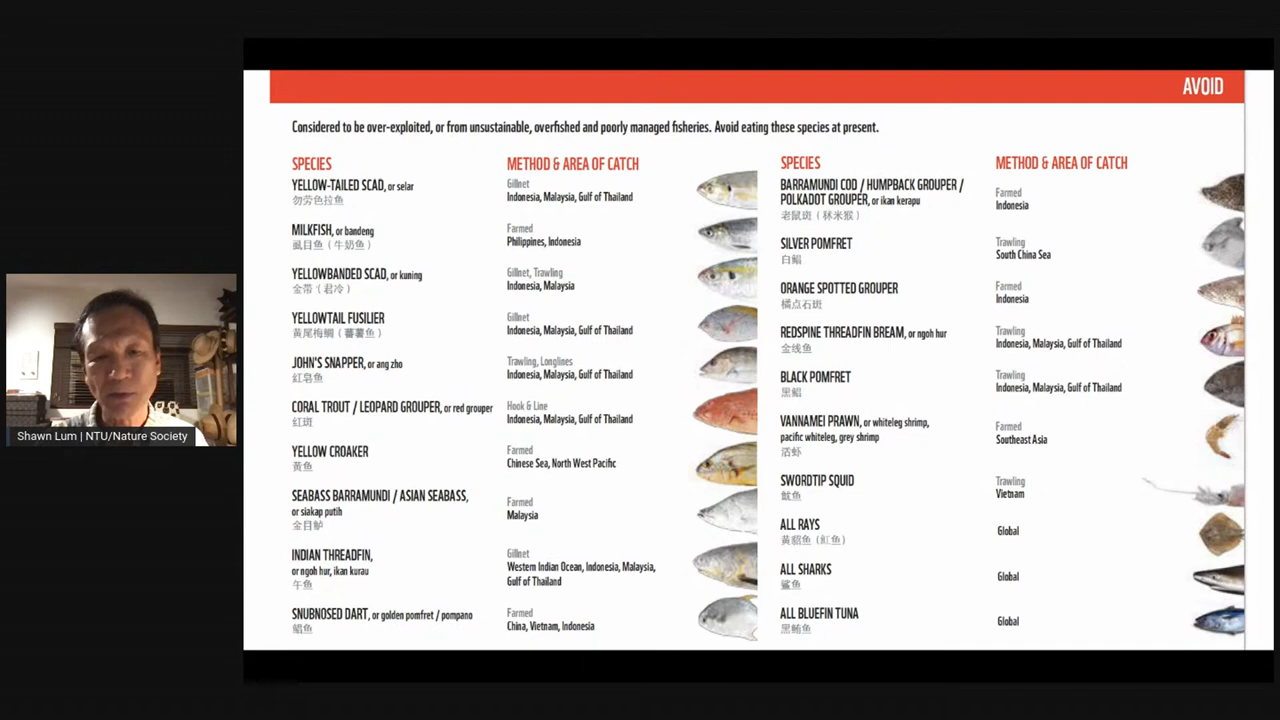 AVOID
Considered to be over-exploited, or from unsustainable, overfished and poorly managed fisheries. Avoid eating these species at present.
SPECIES
METHOD & AREA OF CATCH
YELLOW-TAILED SCAD, or selar
勿劳色拉鱼
Gillnet
Indonesia, Malaysia, Gulf of Thailand
MILKFISH, or bandeng
虱目鱼（牛奶鱼）
Farmed
Philippines, Indonesia
YELLOWBANDED SCAD, or kuning
金带（君冷）
Gillnet, Trawling
Indonesia, Malaysia
YELLOWTAIL FUSILIER
黄尾梅鲷（蕃薯鱼）
Gillnet
Indonesia, Malaysia, Gulf of Thailand
JOHN'S SNAPPER, or ang zho
紅皂鱼
Trawling, Longlines
Indonesia, Malaysia, Gulf of Thailand
CORAL TROUT / LEOPARD GROUPER, or red grouper
紅斑
Hook & Line
Indonesia, Malaysia, Gulf of Thailand
YELLOW CROAKER
黄鱼
Farmed
Chinese Sea, North West Pacific
SEABASS BARRAMUNDI / ASIAN SEABASS,
or siakap putih
金目鲈
Farmed
Malaysia
INDIAN THREADFIN,
or ngoh hur, ikan kurau
午鱼
Gillnet
Western Indian Ocean, Indonesia, Malaysia,
Gulf of Thailand
SNUBNOSED DART, or golden pomfret / pompano
鲳鱼
Farmed
China, Vietnam, Indonesia
SPECIES
METHOD & AREA OF CATCH
BARRAMUNDI COD / HUMPBACK GROUPER /
POLKADOT GROUPER, or ikan kerapu
老鼠斑（林米猴）
Farmed
Indonesia
SILVER POMFRET
白鲳
Trawling
South China Sea
ORANGE SPOTTED GROUPER
橘点石斑
Farmed
Indonesia
REDSPINE THREADFIN BREAM, or ngoh hur
金线鱼
Trawling
Indonesia, Malaysia, Gulf of Thailand
BLACK POMFRET
黑鲳
Trawling
Indonesia, Malaysia, Gulf of Thailand
VANNAMEI PRAWN, or whiteleg shrimp,
pacific whiteleg, grey shrimp
活虾
Farmed
Southeast Asia
SWORDTIP SQUID
鱿鱼
Trawling
Vietnam
ALL RAYS
黄貂鱼（魟鱼）
Global
ALL SHARKS
鲨鱼
Global
ALL BLUEFIN TUNA
黑鲔鱼
Global
Shawn Lum | NTU/Nature Society